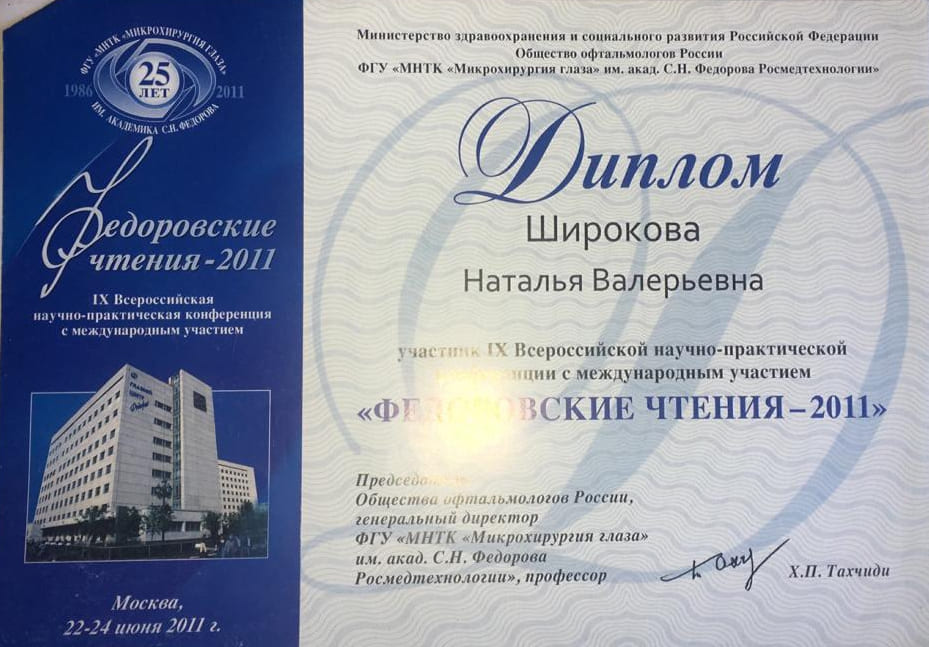 ФГУ «МНТК «МИКРОХИРУРГИЯ ГЛАЗА»
1986
25
ЛЕТ
2011
ИМ. АКАДЕМИКА С.Н. ФЕДОРОВА
Федоровские
чтения - 2011
IX Всероссийская
научно-практическая конференция
с международным участием
Москва,
22-24 июня 2011 г.
Министерство здравоохранения и социального развития Российской Федерации
Общество офтальмологов России
ФГУ «МНТК «Микрохирургия глаза» им. акад. С.Н. Федорова Росмедтехнологии»
Диплом
Широкова
Наталья Валерьевна
участник IX Всероссийской научно-практической
конференции с международным участием
«ФЕДОРОВСКИЕ ЧТЕНИЯ – 2011»
Председатель
Общества офтальмологов России,
генеральный директор
ФГУ «МНТК «Микрохирургия глаза»
им. акад. С.Н. Федорова
Росмедтехнологии», профессор
Х.П. Тахчиди